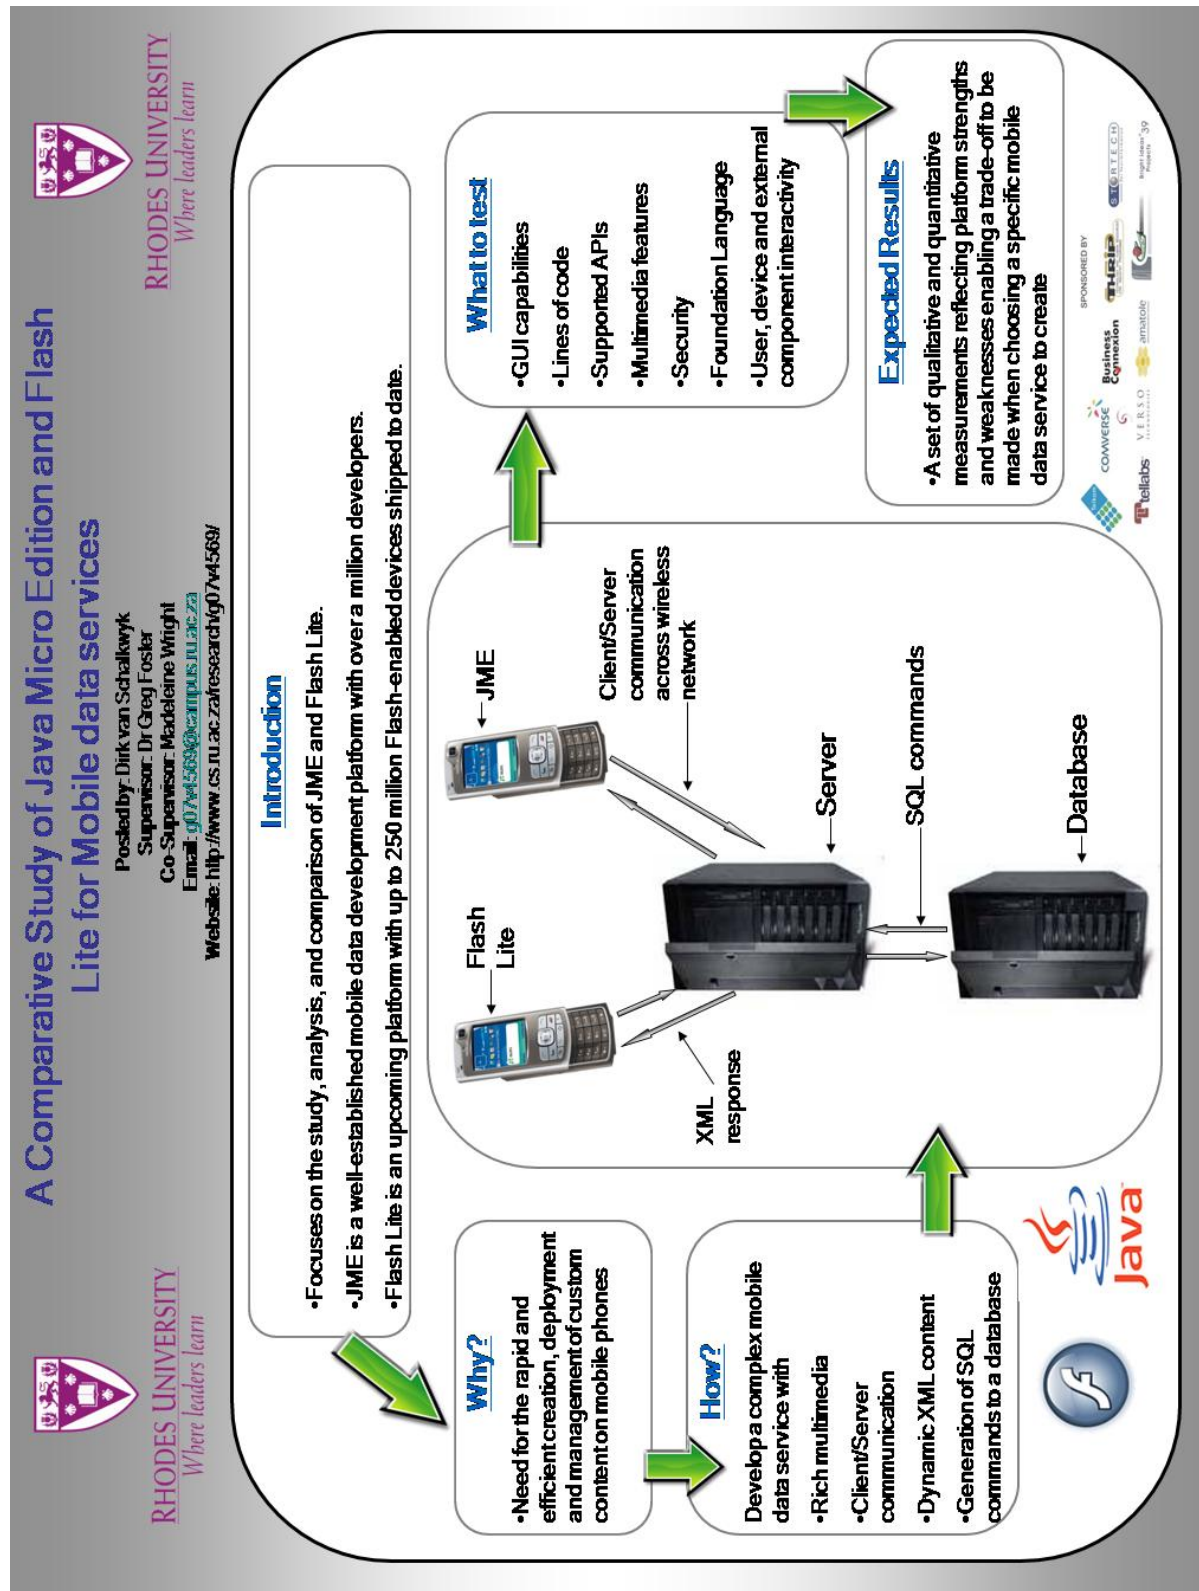 A Comparative Study of Java Micro Edition and Flash
Lite for Mobile data services
Posted by: Dirk van Schalkwyk
Supervisor: Dr Greg Foster
Co-Supervisor: Madeleine Wright
Email: g07v4569@campus.ru.ac.za
Website: http://www.cs.ru.ac.za/research/g07v4569/
RHODES UNIVERSITY
Where leaders learn
RHODES UNIVERSITY
Where leaders learn
Introduction
•Focuses on the study, analysis, and comparison of JME and Flash Lite.
•JME is a well-established mobile data development platform with over a million developers.
•Flash Lite is an upcoming platform with up to 250 million Flash-enabled devices shipped to date.
Why?
•Need for the rapid and
efficient creation, deployment
and management of custom
content on mobile phones
How?
Develop a complex mobile
data service with
•Rich multimedia
•Client/Server
communication
•Dynamic XML content
•Generation of SQL
commands to a database
Java
Flash
Lite
JME
XML
response
Client/Server
communication
across wireless
network
Server
SQL commands
Database
What to test
•GUI capabilities
•Lines of code
•Supported APIs
•Multimedia features
•Security
•Foundation Language
•User, device and external
component interactivity
Expected Results
•A set of qualitative and quantitative
measurements reflecting platform strengths
and weaknesses enabling a trade-off to be
made when choosing a specific mobile
data service to create
SPONSORED BY
COMVERSE
Business
Connexion
THRIP
STORTECH
tellabs
VERSO
amatole
Bright Ideas 39
Projects